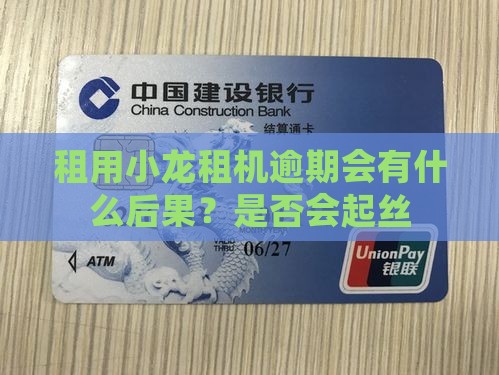 中国建设银行
China Construction Bank
结算通卡
租用小龙租机逾期会有什
么后果？是否会起丝
VALID
THRU
06/27
ATM
UnionPay
银联